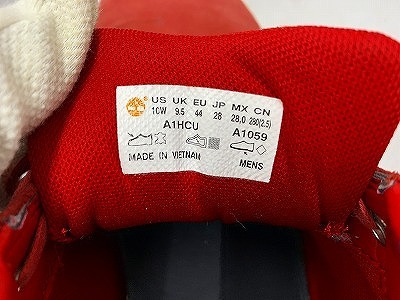 US UK EU JP MX CN
10W 9.5 44 28 28,0 280(2.5)
A1HCU A1059
MADE IN VIETNAM MENS